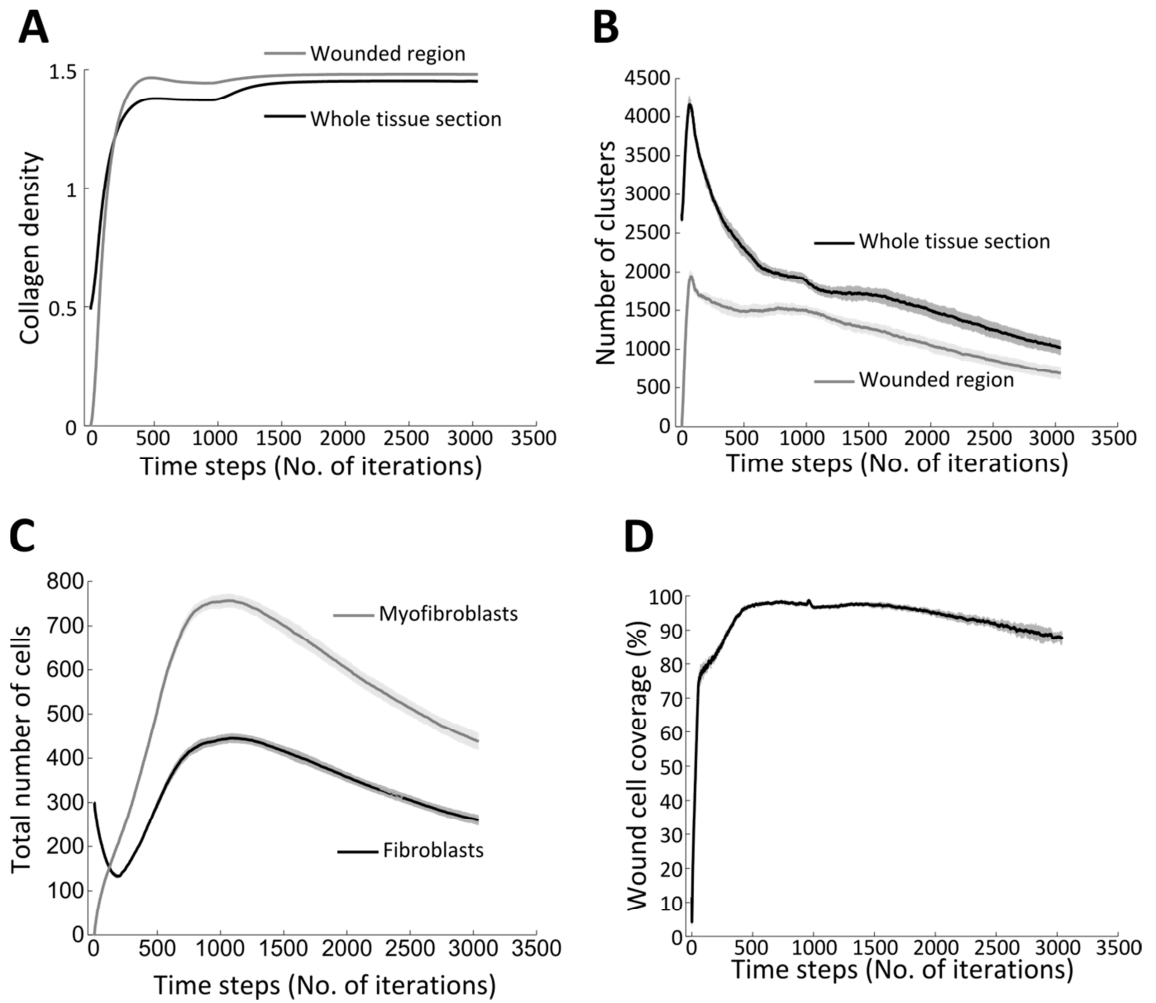 A
Wounded region
Whole tissue section
Collagen density
1.5
1
0.5
0
0 500 1000 1500 2000 2500 3000 3500
Time steps (No. of iterations)
B
Number of clusters
4500
4000
3500
3000
2500
2000
1500
1000
500
0
Whole tissue section
Wounded region
0 500 1000 1500 2000 2500 3000 3500
Time steps (No. of iterations)
C
Total number of cells
800
700
600
500
400
300
200
100
0
Myofibroblasts
Fibroblasts
0 500 1000 1500 2000 2500 3000 3500
Time steps (No. of iterations)
D
Wound cell coverage (%)
100
90
80
70
60
50
40
30
20
10
0
0 500 1000 1500 2000 2500 3000 3500
Time steps (No. of iterations)